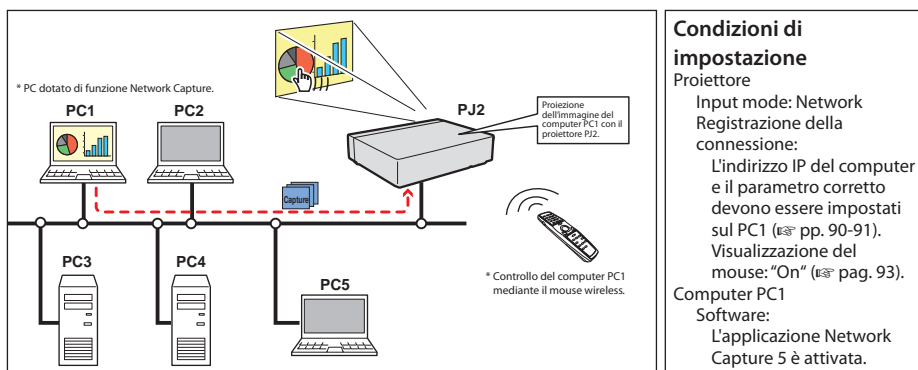 * PC dotato di funzione Network Capture.
PC1
PC2
PJ2
Proiezione
dell'immagine del
computer PC1 con il
proiettore PJ2.
Capture
PC3
PC4
PC5
* Controllo del computer PC1
mediante il mouse wireless.
Condizioni di
impostazione
Proiettore
Input mode: Network
Registrazione della
connessione:
L'indirizzo IP del computer
e il parametro corretto
devono essere impostati
sul PC1 (☞ pp. 90-91).
Visualizzazione del
mouse: “On“ (☞ pag. 93).
Computer PC1
Software:
L'applicazione Network
Capture 5 è attivata.